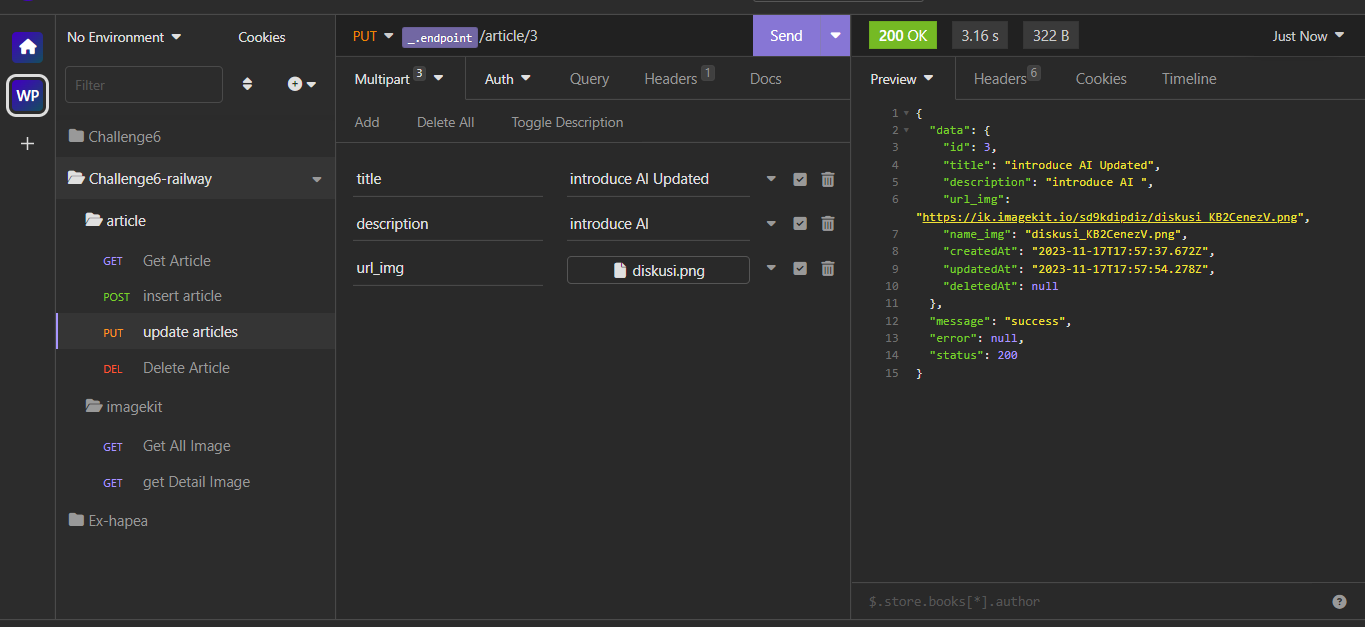 WP
No Environment
Cookies
Filter
Challenge6
Challenge6-railway
article
GET Get Article
POST insert article
PUT update articles
DEL Delete Article
imagekit
GET Get All Image
GET get Detail Image
Ex-hapea
PUT _.endpoint /article/3
Send
Multipart 3
Auth
Query
Headers 1
Docs
Add
Delete All
Toggle Description
title introduce AI Updated
description introduce AI
url_img diskusi.png
200 OK
3.16 s
322 B
Just Now
Preview
Headers 6
Cookies
Timeline
1 {
2 "data": {
3 "id": 3,
4 "title": "introduce AI Updated",
5 "description": "introduce AI ",
6 "url_img":
"https://ik.imagekit.io/sd9kdipdiz/diskusi_KB2CenezV.png",
7 "name_img": "diskusi_KB2CenezV.png",
8 "createdAt": "2023-11-17T17:57:37.672Z",
9 "updatedAt": "2023-11-17T17:57:54.278Z",
10 "deletedAt": null
11 },
12 "message": "success",
13 "error": null,
14 "status": 200
15 }
$.store.books[*].author
?